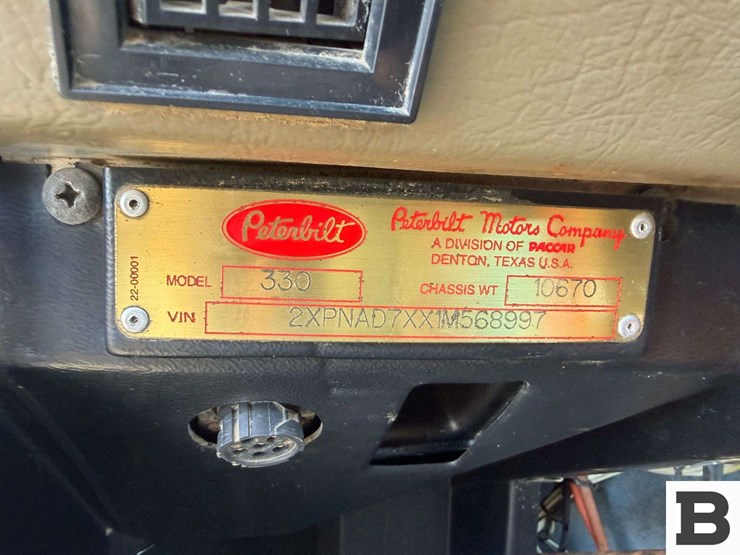 Peterbilt
Peterbilt Motors Company
A DIVISION OF PACCAR
DENTON, TEXAS U.S.A.
22-00001
MODEL 330 CHASSIS WT 10670
VIN 2XPNAD7XX1M568997
B